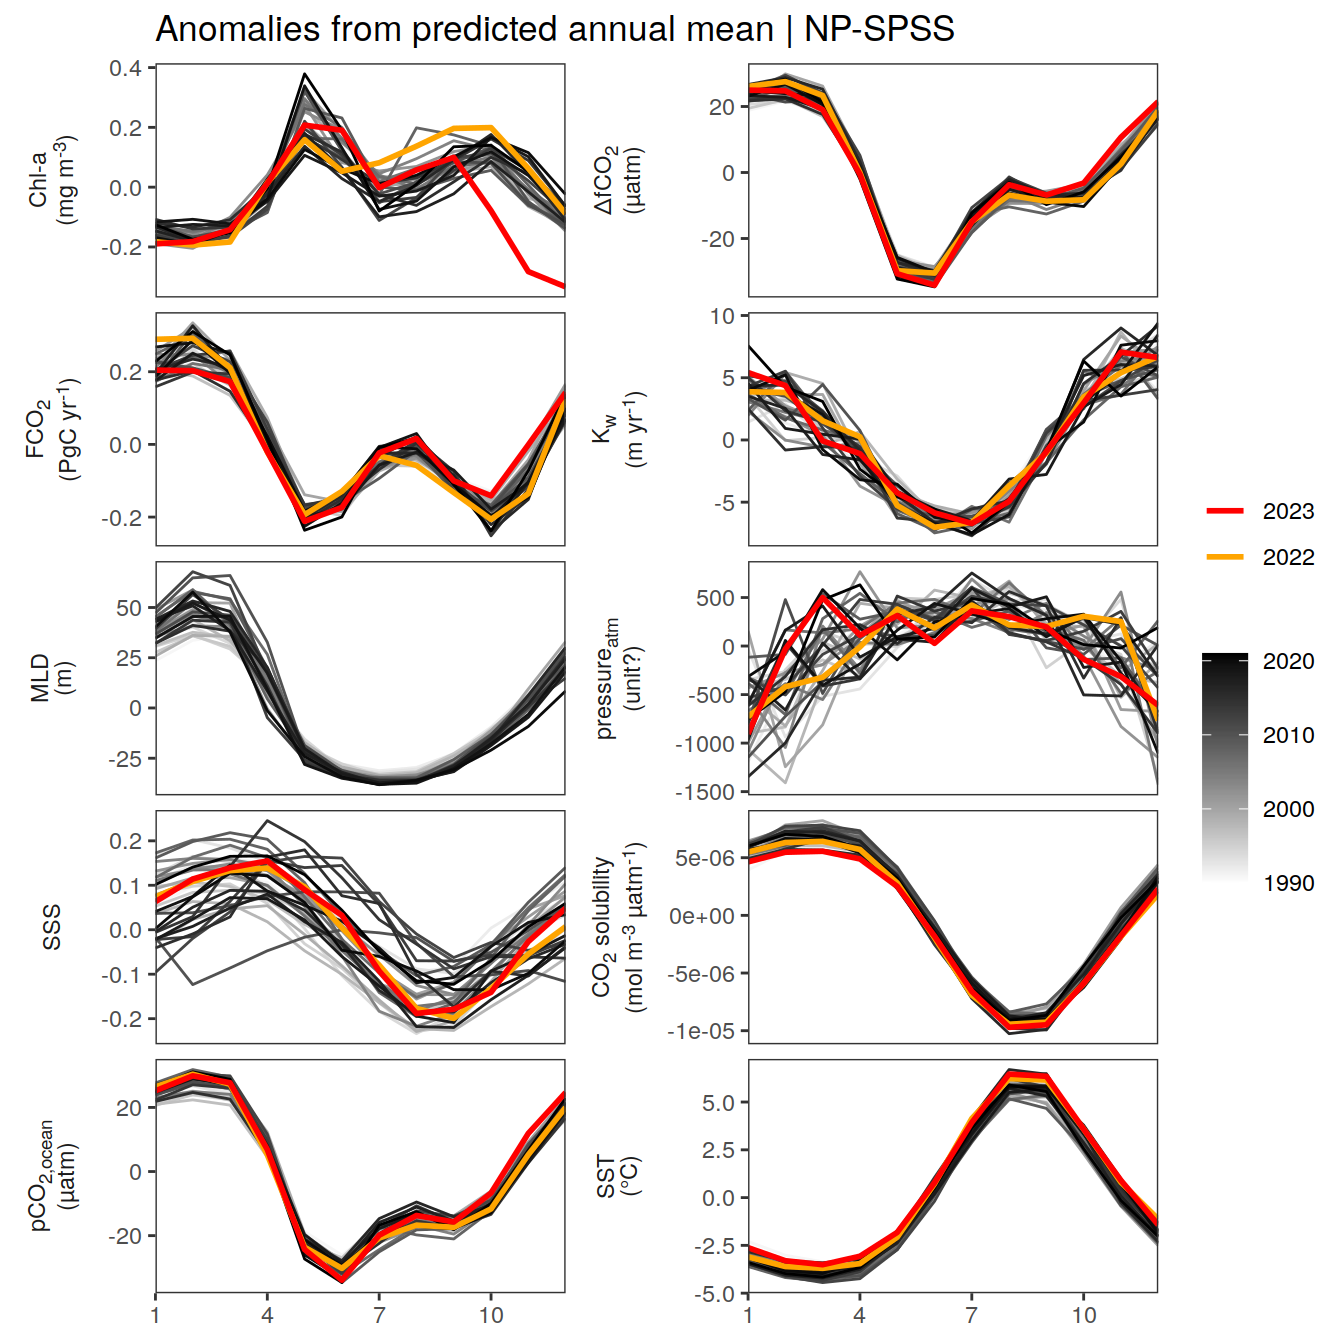 Anomalies from predicted annual mean | NP-SPSS
Chl-a
(mg m-3)
0.4
0.2
0.0
-0.2
ΔfCO2
(µatm)
20
0
-20
FCO2
(PgC yr-1)
0.2
0.0
-0.2
Kw
(m yr-1)
10
5
0
-5
MLD
(m)
50
25
0
-25
pressureatm
(unit?)
500
0
-500
-1000
-1500
SSS
0.2
0.1
0.0
-0.1
-0.2
CO2 solubility
(mol m-3 µatm-1)
5e-06
0e+00
-5e-06
-1e-05
pCO2,ocean
(µatm)
20
0
-20
1 4 7 10
SST
(°C)
5.0
2.5
0.0
-2.5
-5.0
1 4 7 10
2023
2022
2020
2010
2000
1990